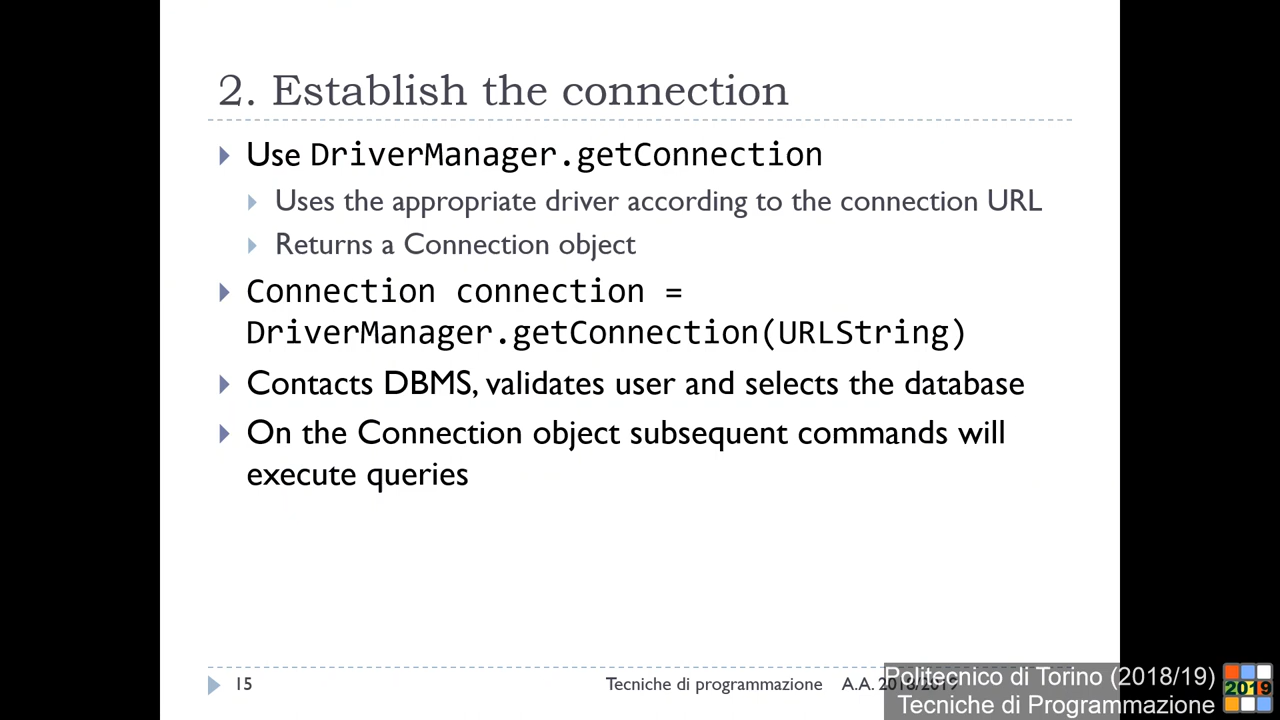 2. Establish the connection
Use DriverManager.getConnection
Uses the appropriate driver according to the connection URL
Returns a Connection object
Connection connection =
DriverManager.getConnection(URLString)
Contacts DBMS, validates user and selects the database
On the Connection object subsequent commands will
execute queries
15
Tecniche di programmazione A.A. 2018/2019
Politecnico di Torino (2018/19)
Tecniche di Programmazione
2019